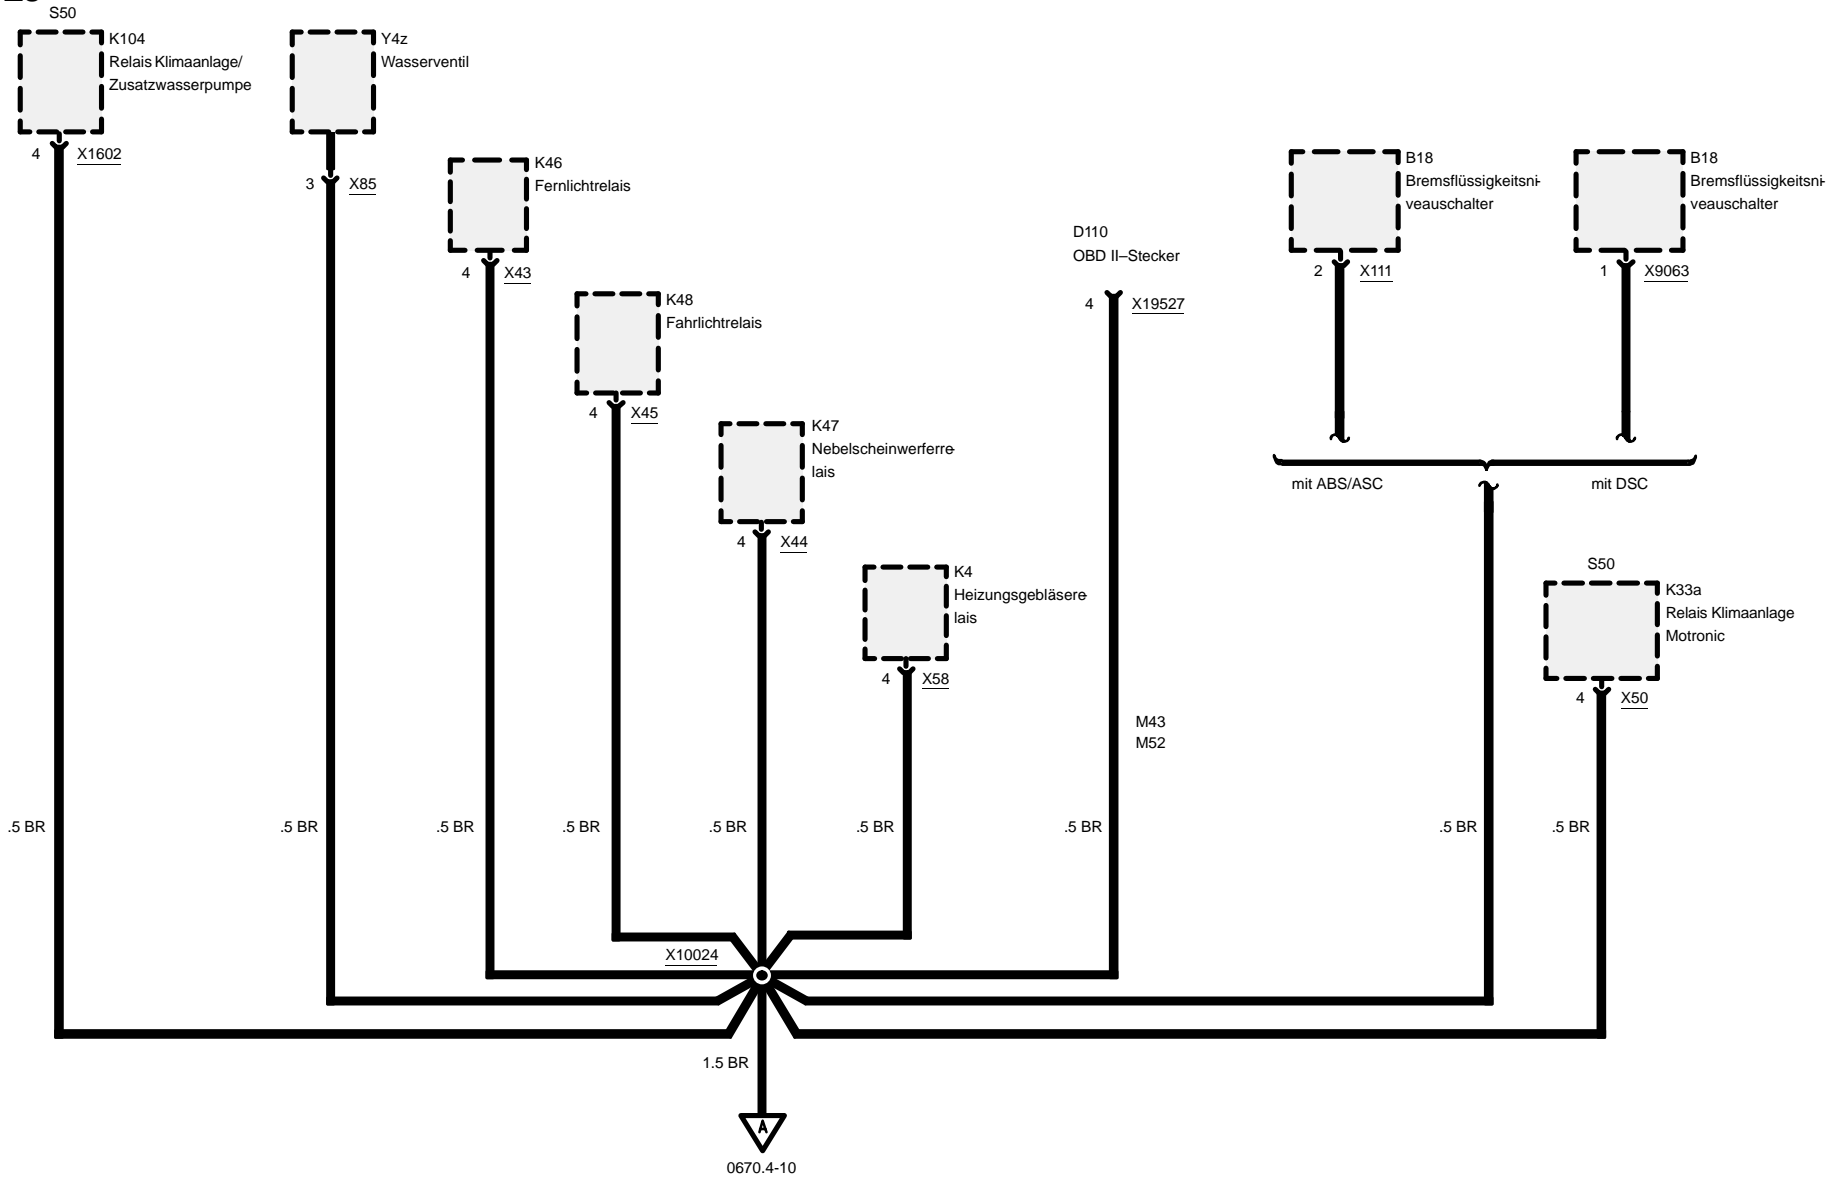 S50
K104
Relais Klimaanlage/
Zusatzwasserpumpe
4 X1602
Y4z
Wasserventil
3 X85
K46
Fernlichtrelais
4 X43
K48
Fahrlichtrelais
4 X45
K47
Nebelscheinwerferre-
lais
4 X44
K4
Heizungsgebläsere-
lais
4 X58
D110
OBD II–Stecker
4 X19527
M43
M52
B18
Bremsflüssigkeitsni-
veauschalter
2 X111
B18
Bremsflüssigkeitsni-
veauschalter
1 X9063
mit ABS/ASC
mit DSC
S50
K33a
Relais Klimaanlage
Motronic
4 X50
.5 BR .5 BR .5 BR .5 BR .5 BR .5 BR .5 BR .5 BR .5 BR
X10024
1.5 BR
A
0670.4-10